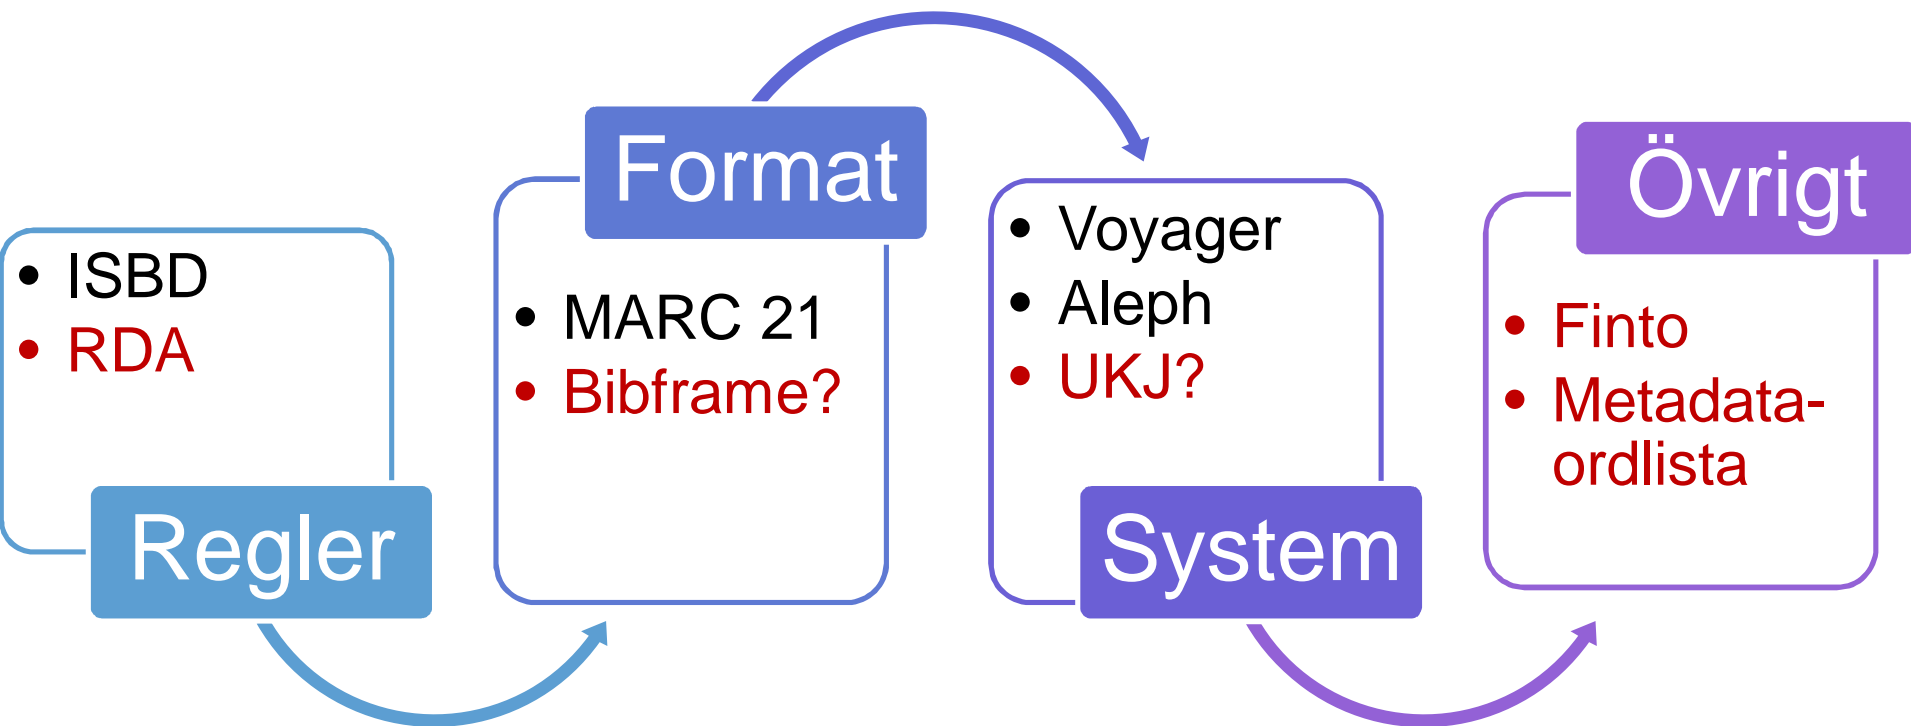 Regler
• ISBD
• RDA
Format
• MARC 21
• Bibframe?
System
• Voyager
• Aleph
• UKJ?
Övrigt
• Finto
• Metadata-
ordlista